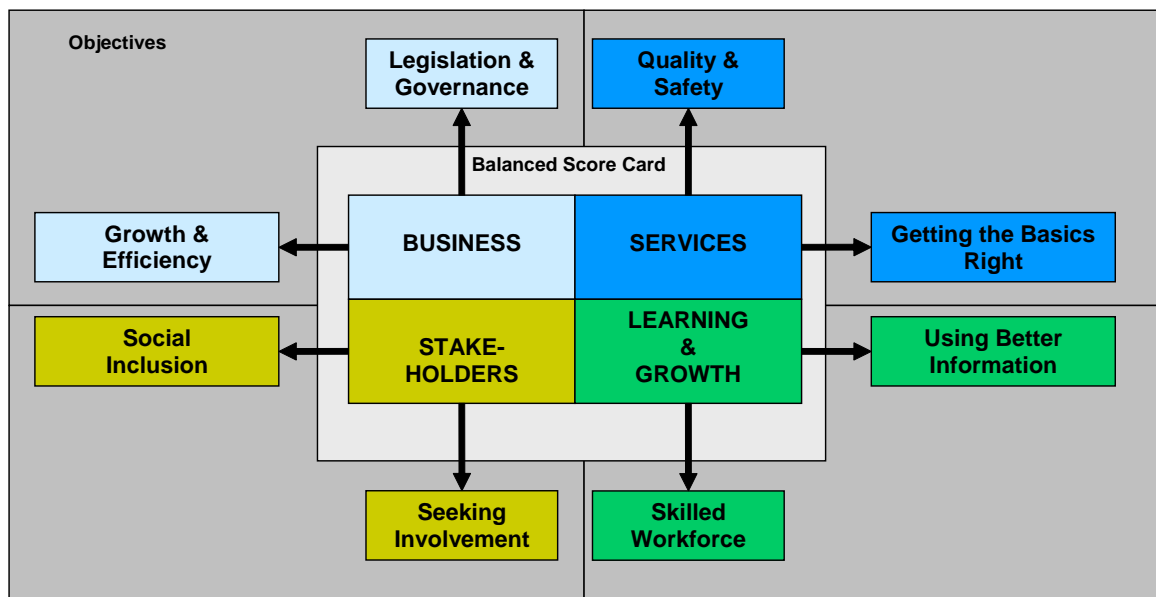 Objectives
Legislation &
Governance
Quality &
Safety
Balanced Score Card
Growth &
Efficiency
BUSINESS
SERVICES
Getting the Basics
Right
Social
Inclusion
STAKE-
HOLDERS
LEARNING
&
GROWTH
Using Better
Information
Seeking
Involvement
Skilled
Workforce